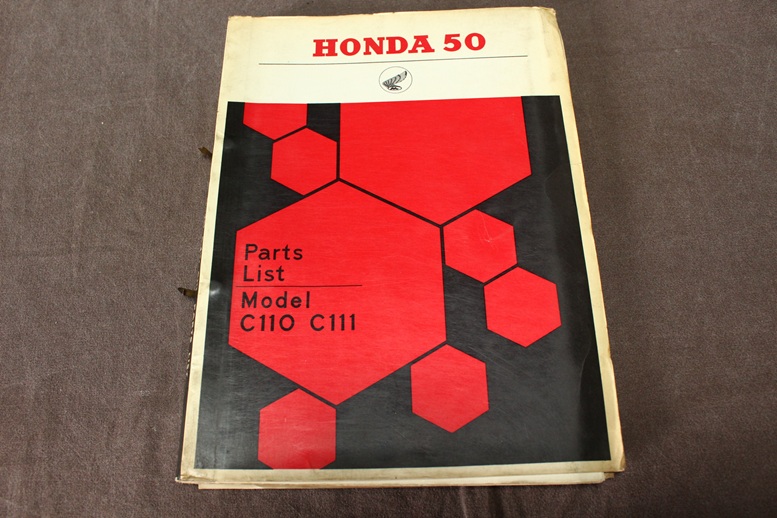 HONDA 50
Parts
List
Model
C110 C111